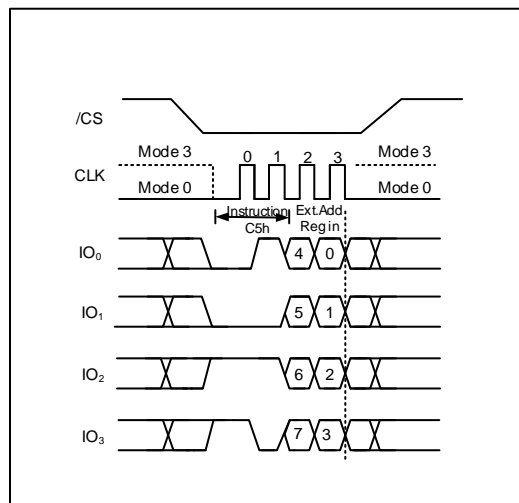 /CS
0 1 2 3
Mode 3 Mode 3
CLK
Mode 0 Mode 0
Instruction Ext.Add
C5h Reg in
IO₀ 4 0
IO₁ 5 1
IO₂ 6 2
IO₃ 7 3